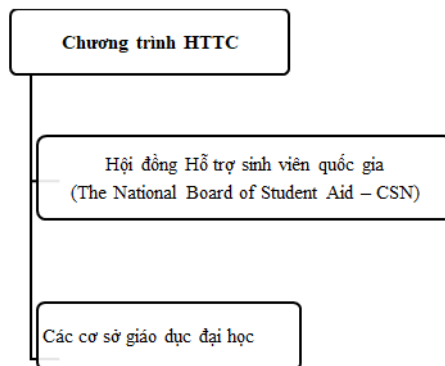 Chương trình HTTC
Hội đồng Hỗ trợ sinh viên quốc gia
(The National Board of Student Aid – CSN)
Các cơ sở giáo dục đại học